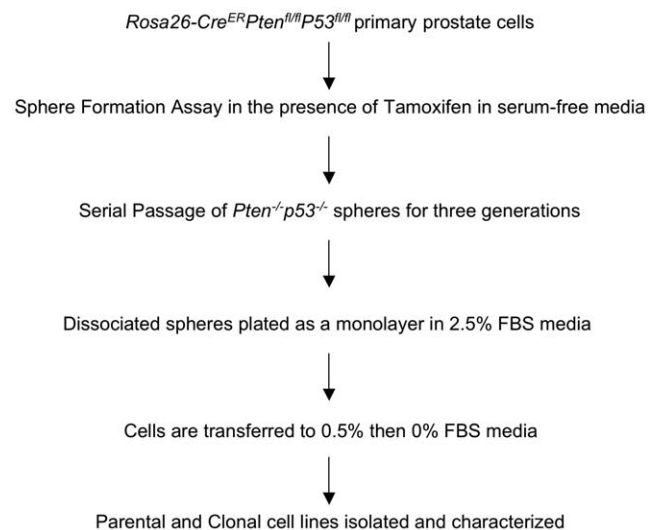 Rosa26-Cre^ER Pten^fl/fl P53^fl/fl primary prostate cells
Sphere Formation Assay in the presence of Tamoxifen in serum-free media
Serial Passage of Pten^-/- p53^-/- spheres for three generations
Dissociated spheres plated as a monolayer in 2.5% FBS media
Cells are transferred to 0.5% then 0% FBS media
Parental and Clonal cell lines isolated and characterized